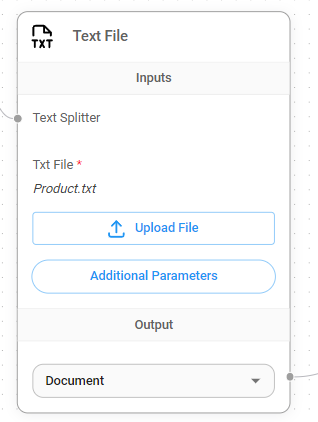 TXT
Text File
Inputs
Text Splitter
Txt File *
Product.txt
Upload File
Additional Parameters
Output
Document